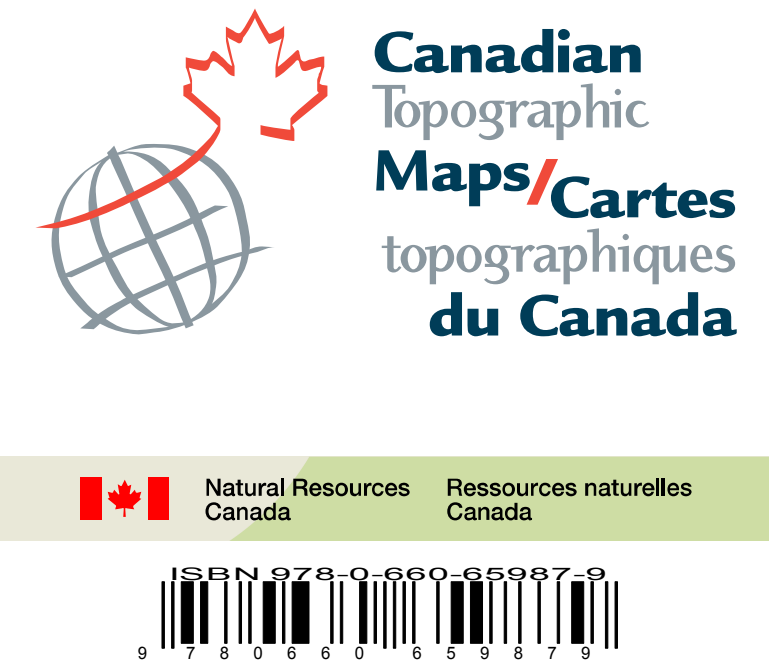 Canadian
Topographic
Maps/Cartes
topographiques
du Canada
Natural Resources
Canada
Ressources naturelles
Canada
ISBN 978-0-660-65987-9
9 780660 659879